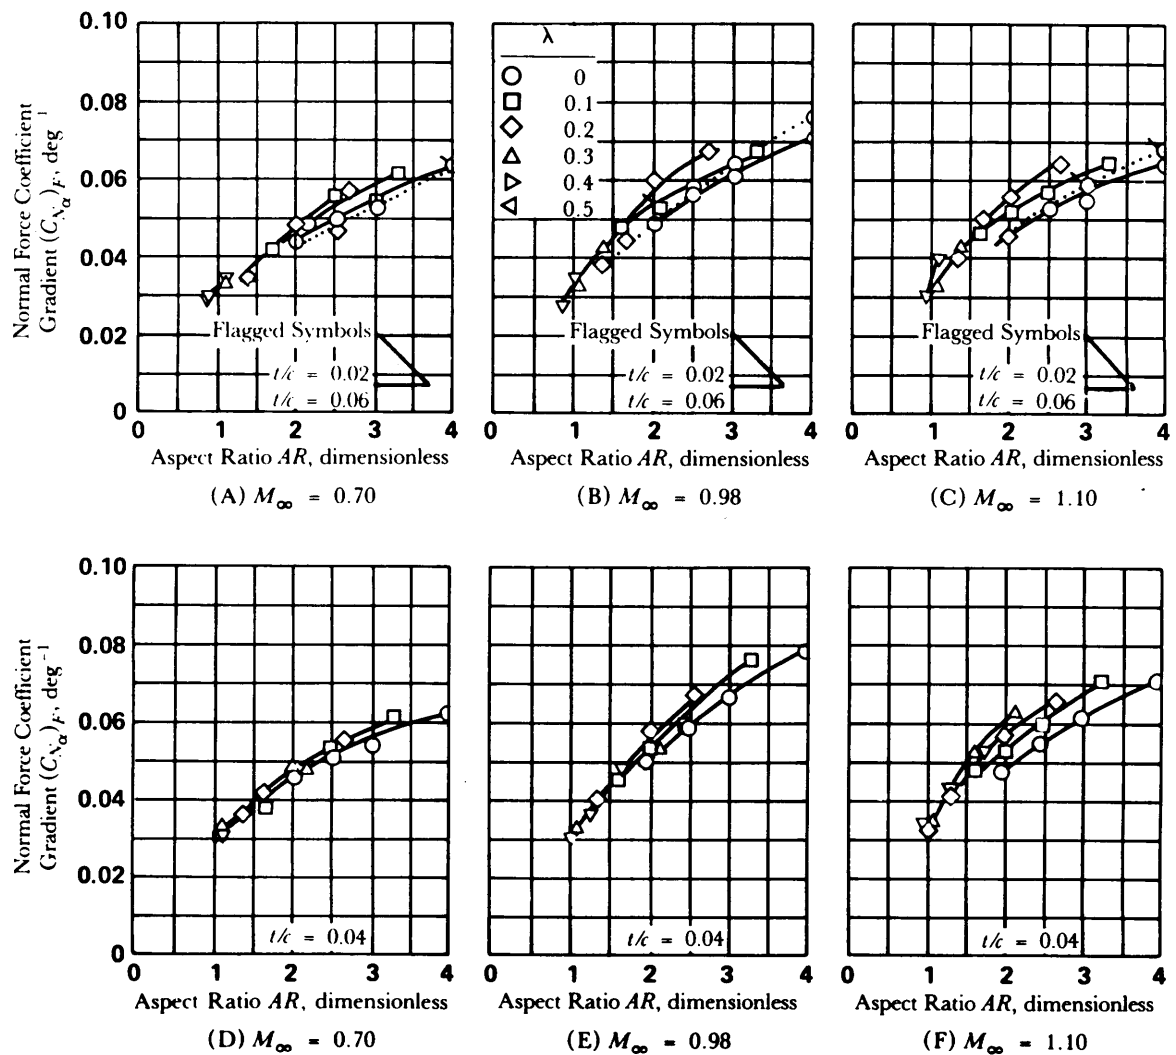 Normal Force Coefficient
Gradient (C_Nα)_F, deg⁻¹
0.10
0.08
0.06
0.04
0.02
0
Flagged Symbols
t/c = 0.02
t/c = 0.06
0 1 2 3 4
Aspect Ratio AR, dimensionless
(A) M∞ = 0.70
λ
0
0.1
0.2
0.3
0.4
0.5
Flagged Symbols
t/c = 0.02
t/c = 0.06
0 1 2 3 4
Aspect Ratio AR, dimensionless
(B) M∞ = 0.98
Flagged Symbols
t/c = 0.02
t/c = 0.06
0 1 2 3 4
Aspect Ratio AR, dimensionless
(C) M∞ = 1.10
Normal Force Coefficient
Gradient (C_Nα)_F, deg⁻¹
0.10
0.08
0.06
0.04
0.02
0
t/c = 0.04
0 1 2 3 4
Aspect Ratio AR, dimensionless
(D) M∞ = 0.70
t/c = 0.04
0 1 2 3 4
Aspect Ratio AR, dimensionless
(E) M∞ = 0.98
t/c = 0.04
0 1 2 3 4
Aspect Ratio AR, dimensionless
(F) M∞ = 1.10